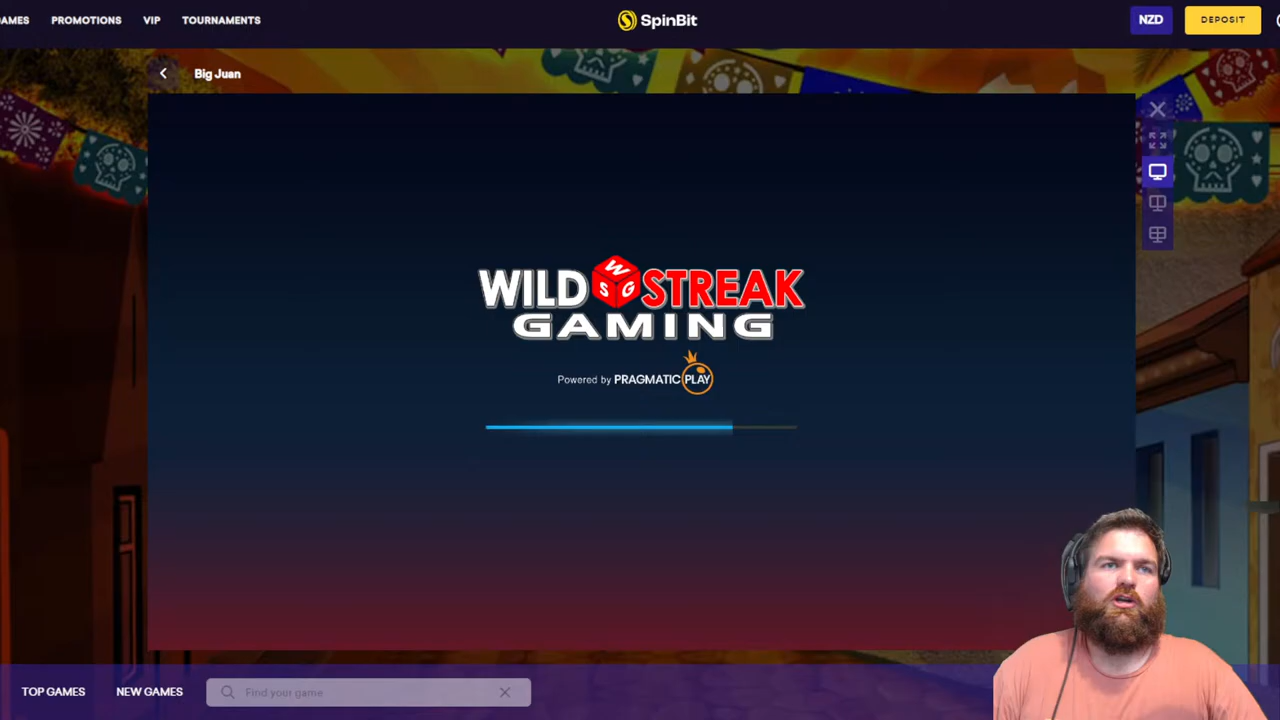 GAMES PROMOTIONS VIP TOURNAMENTS SpinBit NZD DEPOSIT
Big Juan
WILD WSG STREAK
GAMING
Powered by PRAGMATIC PLAY
TOP GAMES NEW GAMES Find your game